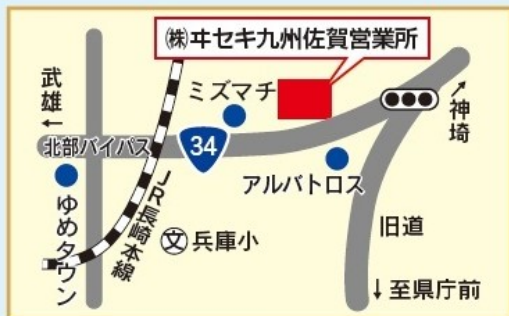 ㈱ヰセキ九州佐賀営業所
武雄
←
ミズマチ
↗
神埼
北部バイパス
34
アルバトロス
ゆめタウン
JR長崎本線
文 兵庫小
旧道
↓至県庁前